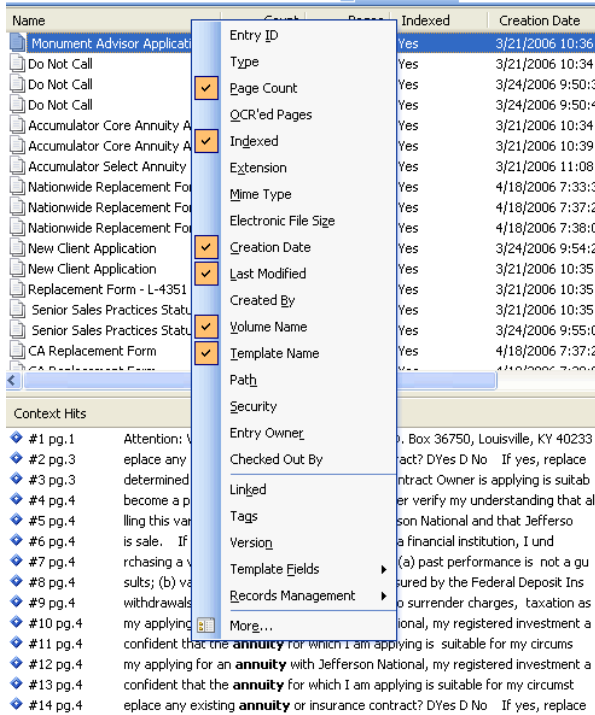 Name Indexed Creation Date
Monument Advisor Applicati Yes 3/21/2006 10:36
Do Not Call Yes 3/21/2006 10:34
Do Not Call Yes 3/24/2006 9:50:3
Do Not Call Yes 3/24/2006 9:50:4
Accumulator Core Annuity A Yes 3/21/2006 10:34
Accumulator Core Annuity A Yes 3/21/2006 10:39
Accumulator Select Annuity Yes 3/21/2006 11:08
Nationwide Replacement For Yes 4/18/2006 7:33:3
Nationwide Replacement For Yes 4/18/2006 7:37:2
Nationwide Replacement For Yes 4/18/2006 7:38:0
New Client Application Yes 3/24/2006 9:54:2
New Client Application Yes 3/21/2006 10:35
Replacement Form - L-4351 Yes 3/21/2006 10:35
Senior Sales Practices Statu Yes 3/21/2006 10:35
Senior Sales Practices Statu Yes 3/24/2006 9:55:0
CA Replacement Form Yes 4/18/2006 7:37:2
Entry ID
Type
Page Count
OCR'ed Pages
Indexed
Extension
Mime Type
Electronic File Size
Creation Date
Last Modified
Created By
Volume Name
Template Name
Path
Security
Entry Owner
Checked Out By
Linked
Tags
Version
Template Fields
Records Management
More...
Context Hits
#1 pg.1 Attention: . Box 36750, Louisville, KY 40233
#2 pg.3 eplace any act? DYes D No If yes, replace
#3 pg.3 determined ntract Owner is applying is suitab
#4 pg.4 become a p er verify my understanding that al
#5 pg.4 lling this var son National and that Jefferso
#6 pg.4 is sale. If a financial institution, I und
#7 pg.4 rchasing a v (a) past performance is not a gu
#8 pg.4 sults; (b) va sured by the Federal Deposit Ins
#9 pg.4 withdrawals o surrender charges, taxation as
#10 pg.4 my applying ional, my registered investment a
#11 pg.4 confident that the annuity for which I am applying is suitable for my circums
#12 pg.4 my applying for an annuity with Jefferson National, my registered investment a
#13 pg.4 confident that the annuity for which I am applying is suitable for my circumst
#14 pg.4 eplace any existing annuity or insurance contract? DYes D No If yes, replace